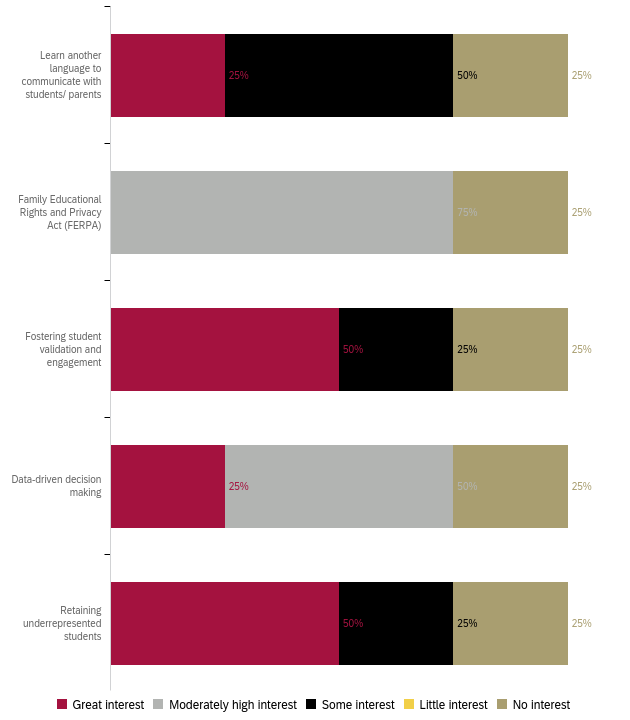 Learn another
language to
communicate with
students/ parents
25%
50%
25%
Family Educational
Rights and Privacy
Act (FERPA)
75%
25%
Fostering student
validation and
engagement
50%
25%
25%
Data-driven decision
making
25%
50%
25%
Retaining
underrepresented
students
50%
25%
25%
Great interest
Moderately high interest
Some interest
Little interest
No interest